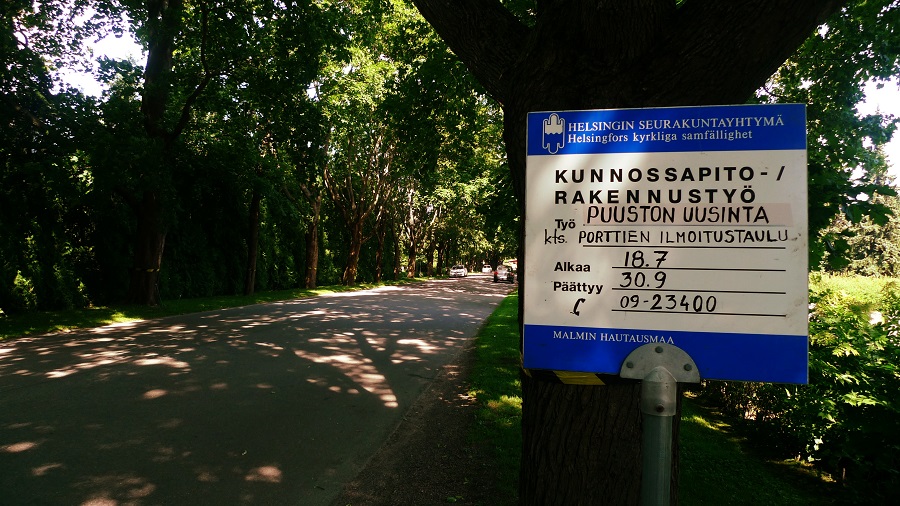 HELSINGIN SEURAKUNTAYHTYMÄ
Helsingfors kyrkliga samfällighet
KUNNOSSAPITO-/
RAKENNUSTYÖ
Työ PUUSTON UUSINTA
kts. PORTTIEN ILMOITUSTAULU
Alkaa 18.7
Päättyy 30.9
09-23400
MALMIN HAUTAUSMAA